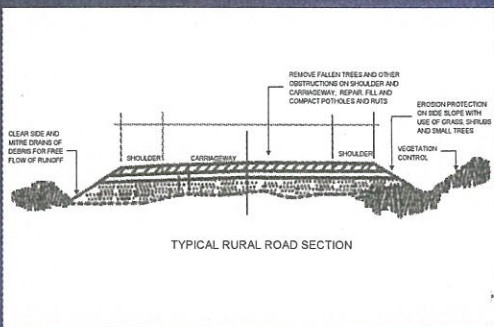 REMOVE FALLEN TREES AND OTHER
OBSTRUCTIONS ON SHOULDER AND
CARRIAGEWAY, REPAIR, FILL AND
COMPACT POTHOLES AND RUTS
EROSION PROTECTION
ON SIDE SLOPE WITH
USE OF GRASS, SHRUBS
AND SMALL TREES
CLEAR SIDE AND
MITRE DRAINS OF
DEBRIS FOR FREE
FLOW OF RUNOFF
VEGETATION
CONTROL
SHOULDER
CARRIAGEWAY
SHOULDER
TYPICAL RURAL ROAD SECTION